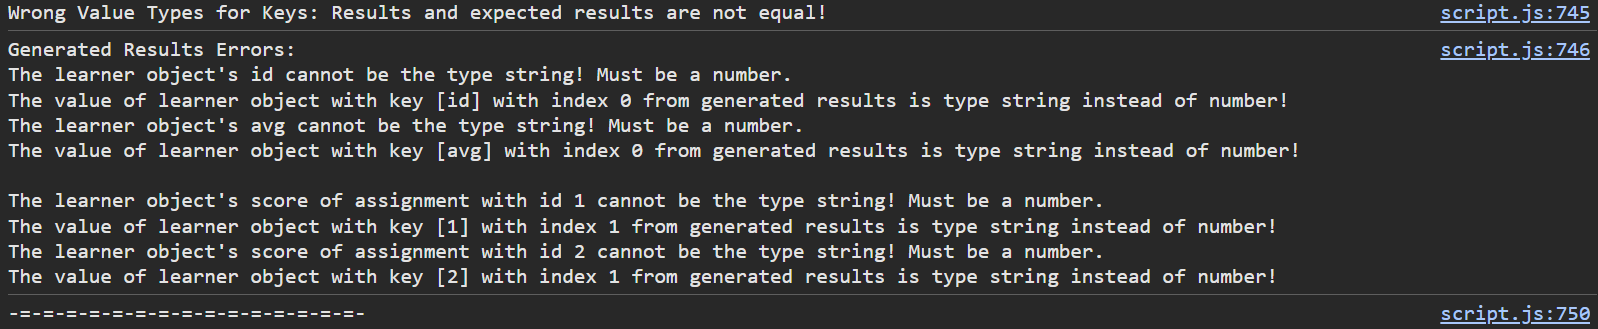 Wrong Value Types for Keys: Results and expected results are not equal! script.js:745
Generated Results Errors: script.js:746
The learner object's id cannot be the type string! Must be a number.
The value of learner object with key [id] with index 0 from generated results is type string instead of number!
The learner object's avg cannot be the type string! Must be a number.
The value of learner object with key [avg] with index 0 from generated results is type string instead of number!
The learner object's score of assignment with id 1 cannot be the type string! Must be a number.
The value of learner object with key [1] with index 1 from generated results is type string instead of number!
The learner object's score of assignment with id 2 cannot be the type string! Must be a number.
The value of learner object with key [2] with index 1 from generated results is type string instead of number!
-=-=-=-=-=-=-=-=-=-=-=-=-=-=-=- script.js:750